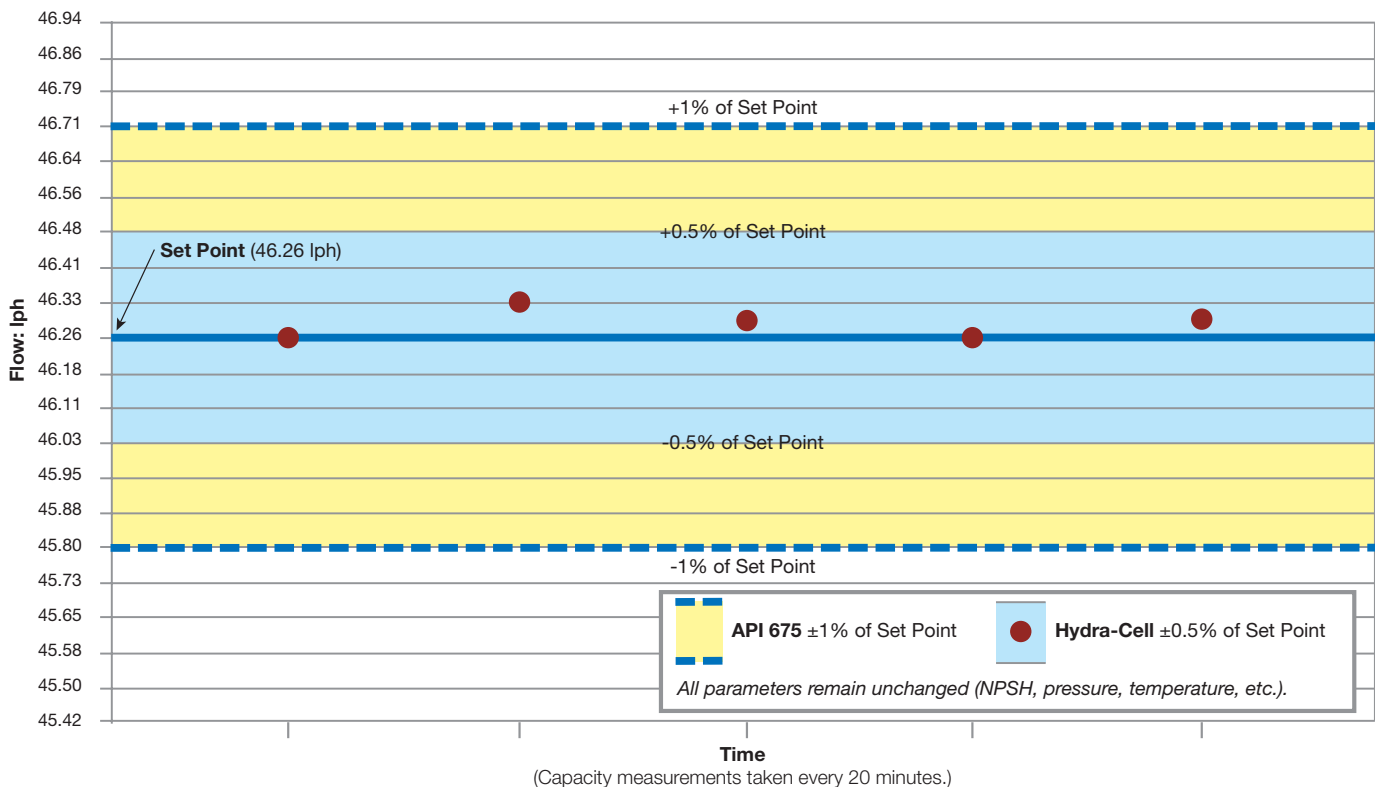 46.94
46.86
46.79
+1% of Set Point
46.71
46.64
46.56
46.48
+0.5% of Set Point
Set Point (46.26 lph)
46.41
46.33
Flow: lph
46.26
46.18
46.11
46.03
-0.5% of Set Point
45.95
45.88
45.80
-1% of Set Point
45.73
45.65
45.58
45.50
45.42
API 675 ±1% of Set Point
Hydra-Cell ±0.5% of Set Point
All parameters remain unchanged (NPSH, pressure, temperature, etc.).
Time
(Capacity measurements taken every 20 minutes.)